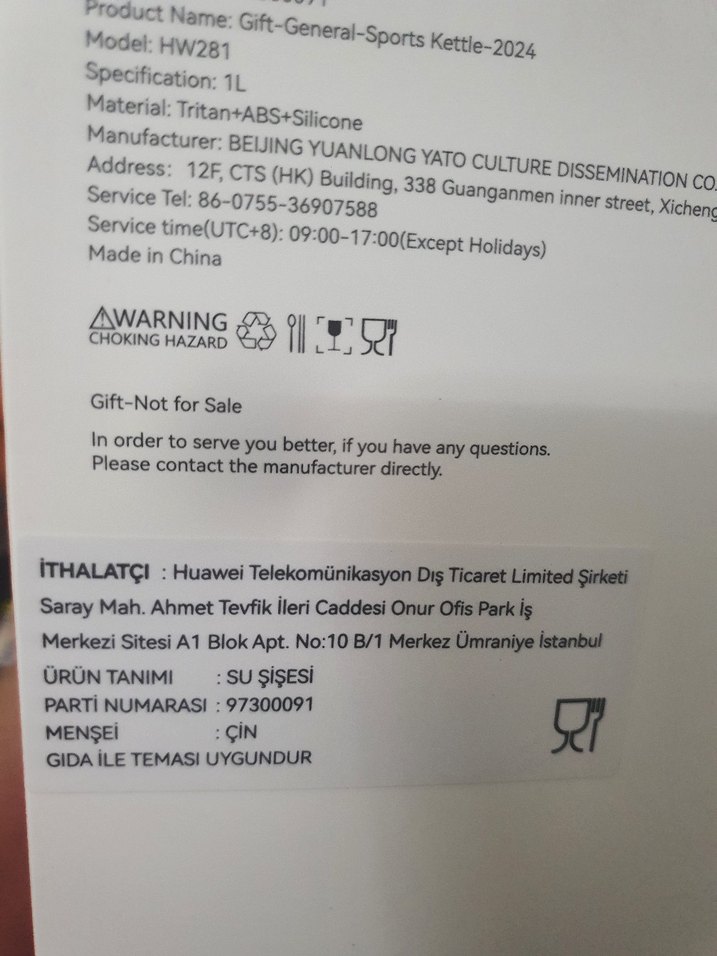 Product Name: Gift-General-Sports Kettle-2024
Model: HW281
Specification: 1L
Material: Tritan+ABS+Silicone
Manufacturer: BEIJING YUANLONG YATO CULTURE DISSEMINATION CO.
Address: 12F, CTS (HK) Building, 338 Guanganmen inner street, Xicheng
Service Tel: 86-0755-36907588
Service time(UTC+8): 09:00-17:00(Except Holidays)
Made in China
WARNING
CHOKING HAZARD
Gift-Not for Sale
In order to serve you better, if you have any questions.
Please contact the manufacturer directly.
İTHALATÇI : Huawei Telekomünikasyon Dış Ticaret Limited Şirketi
Saray Mah. Ahmet Tevfik İleri Caddesi Onur Ofis Park İş
Merkezi Sitesi A1 Blok Apt. No:10 B/1 Merkez Ümraniye İstanbul
ÜRÜN TANIMI : SU ŞİŞESİ
PARTİ NUMARASI : 97300091
MENŞEİ : ÇİN
GIDA İLE TEMASI UYGUNDUR